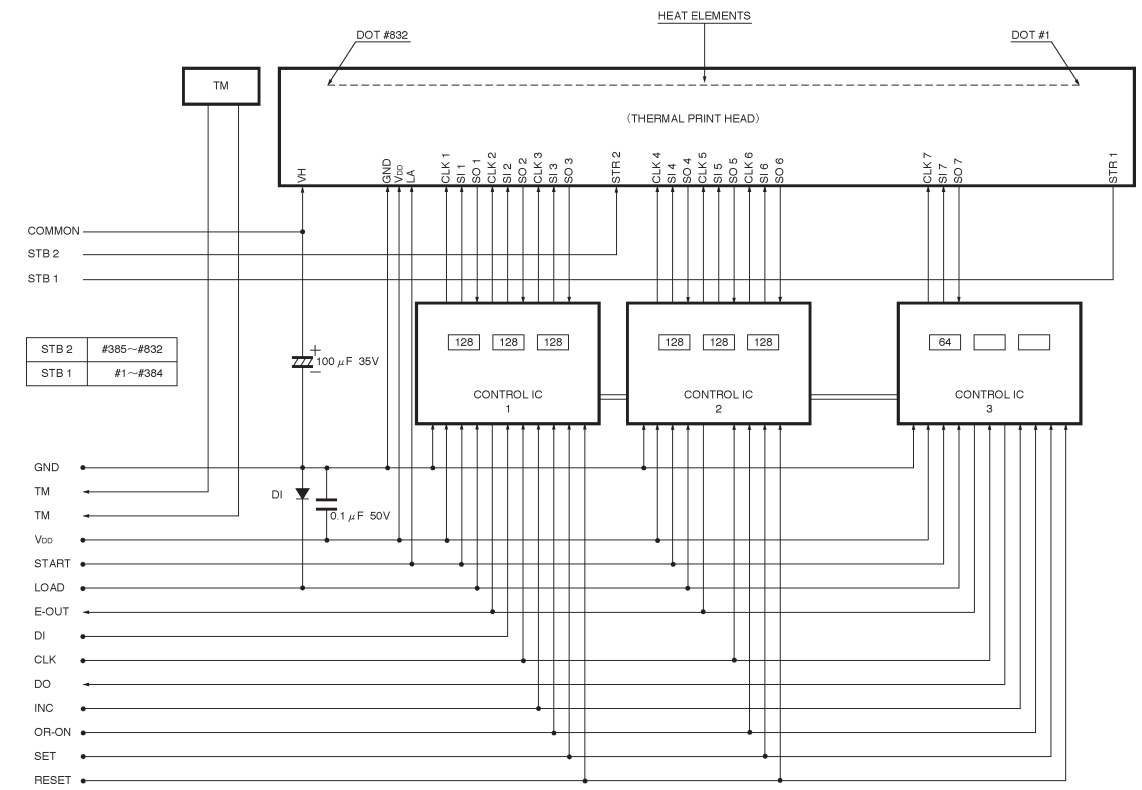 HEAT ELEMENTS
DOT #832
DOT #1
TM
(THERMAL PRINT HEAD)
VH
GND
VDD
LA
CLK 1
SI 1
SO 1
CLK 2
SI 2
SO 2
CLK 3
SI 3
SO 3
STR 2
CLK 4
SI 4
SO 4
CLK 5
SI 5
SO 5
CLK 6
SI 6
SO 6
CLK 7
SI 7
SO 7
STR 1
COMMON
STB 2
STB 1
STB 2 #385~#832
STB 1 #1~#384
+
100 μF 35V
−
128 128 128
CONTROL IC
1
128 128 128
CONTROL IC
2
64
CONTROL IC
3
GND
TM
DI
0.1 μF 50V
TM
VDD
START
LOAD
E-OUT
DI
CLK
DO
INC
OR-ON
SET
RESET